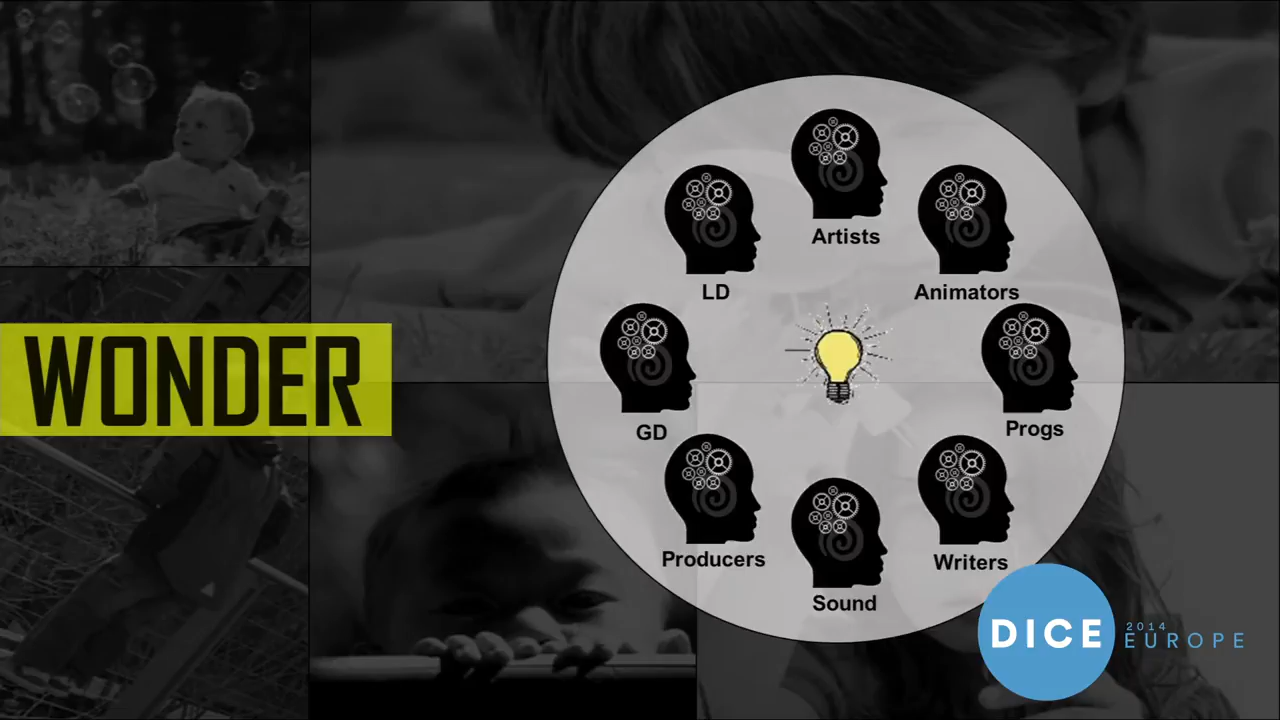 WONDER
Artists
LD
Animators
GD
Progs
Producers
Writers
Sound
DICE
2014
EUROPE